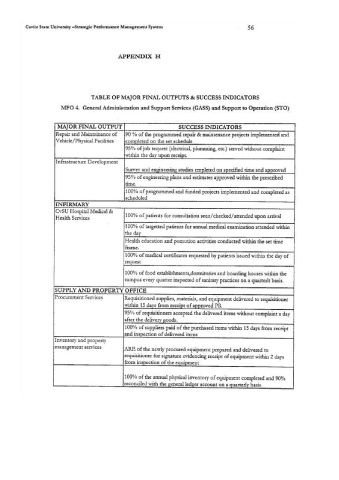 Cavite State University –Strategic Performance Management System
56
APPENDIX H
TABLE OF MAJOR FINAL OUTPUTS & SUCCESS INDICATORS
MFO 4. General Administration and Support Services (GASS) and Support to Operation (STO)
MAJOR FINAL OUTPUT
SUCCESS INDICATORS
Repair and Maintenance of
Vehicle/Physical Facilities
90 % of the programmed repair & maintenance projects implemented and
completed on the set schedule
95% of job request (electrical, plumming, etc) served without complaint
within the day upon receipt.
Infrastructure Development
Survey and engineering studies completed on specified time and approved
95% of engineering plans and estimates approved within the prescribed
time.
100% of programmed and funded projects implemented and completed as
scheduled
INFIRMARY
CvSU Hospital Medical &
Health Services
100% of patients for consultation seen/checked/attended upon arrival
100% of targetted patients for annual medical examination attended within
the day
Health education and promotion activities conducted within the set time
frame.
100% of medical certificates requested by patients issued within the day of
request
100% of food establishments,dormitories and boarding houses within the
campus every quarter inspected of sanitary practices on a quarterly basis.
SUPPLY AND PROPERTY OFFICE
Procurement Services
Requisitioned supplies, materials, and equipment delivered to requisitioner
within 15 days from receipt of approved PR.
95% of requisitioners accepted the delivered items without complaint a day
after the delivery goods.
100% of suppliers paid of the purchased items within 15 days from receipt
and inspection of delivered items
Inventory and property
management services
ARE of the newly procured equipment prepared and delivered to
requisitioner for signature evidencing receipt of equipment within 2 days
from inspection of the equipment
100% of the annual physical inventory of equipment completed and 90%
reconciled with the general ledger account on a quarterly basis.